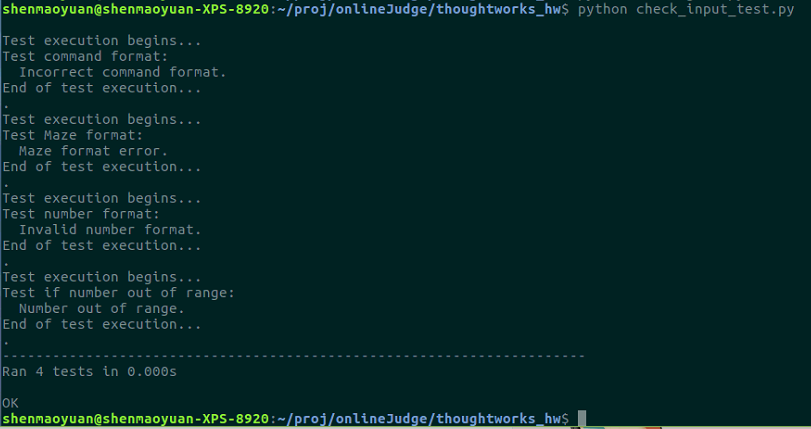 shenmaoyuan@shenmaoyuan-XPS-8920:~/proj/onlineJudge/thoughtworks_hw$ python check_input_test.py
Test execution begins...
Test command format:
  Incorrect command format.
End of test execution...
.
Test execution begins...
Test Maze format:
  Maze format error.
End of test execution...
.
Test execution begins...
Test number format:
  Invalid number format.
End of test execution...
.
Test execution begins...
Test if number out of range:
  Number out of range.
End of test execution...
.
----------------------------------------------------------------------
Ran 4 tests in 0.000s
OK
shenmaoyuan@shenmaoyuan-XPS-8920:~/proj/onlineJudge/thoughtworks_hw$